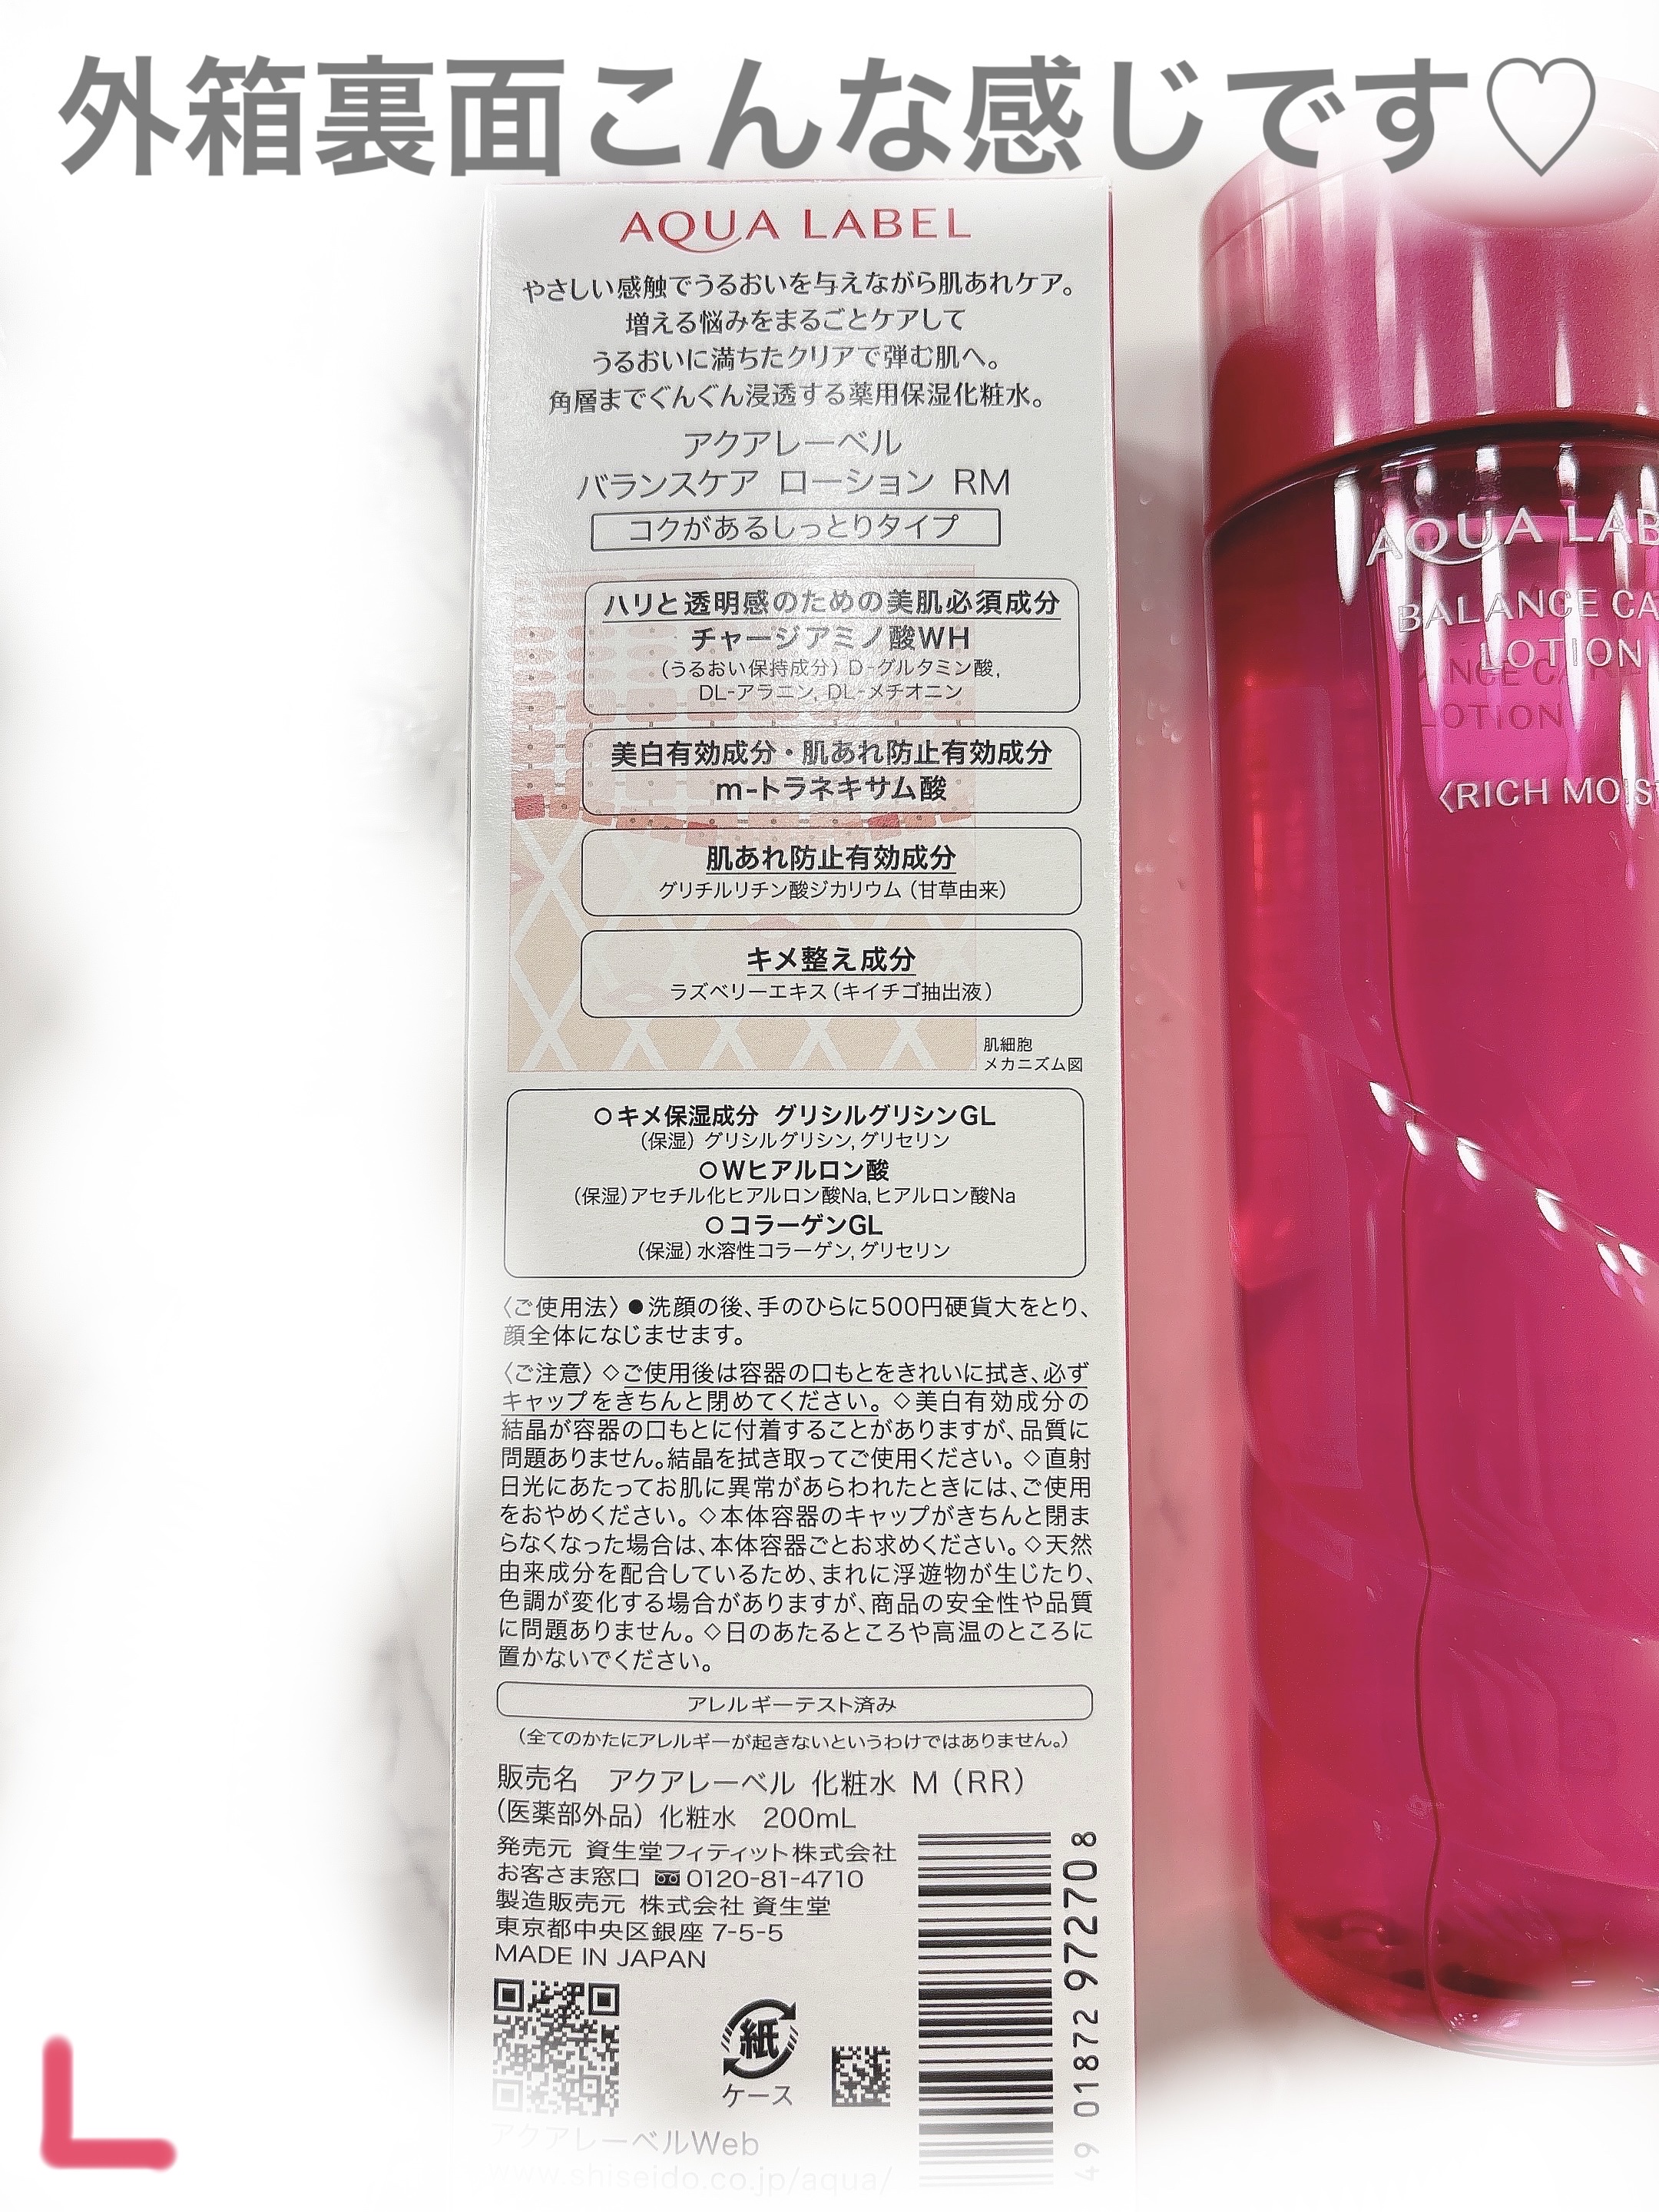 外箱裏面こんな感じです♡
AQUA LABEL
やさしい感触でうるおいを与えながら肌あれケア。
増える悩みをまるごとケアして
うるおいに満ちたクリアで弾む肌へ。
角層までぐんぐん浸透する薬用保湿化粧水。
アクアレーベル
バランスケア ローション RM
コクがあるしっとりタイプ
ハリと透明感のための美肌必須成分
チャージアミノ酸WH
(うるおい保持成分) D-グルタミン酸,
DL-アラニン, DL-メチオニン
美白有効成分・肌あれ防止有効成分
m-トラネキサム酸
肌あれ防止有効成分
グリチルリチン酸ジカリウム (甘草由来)
キメ整え成分
ラズベリーエキス (キイチゴ抽出液)
肌細胞
メカニズム図
○キメ保湿成分 グリシルグリシンGL
(保湿) グリシルグリシン, グリセリン
○Wヒアルロン酸
(保湿)アセチル化ヒアルロン酸Na, ヒアルロン酸Na
○コラーゲンGL
(保湿) 水溶性コラーゲン, グリセリン
〈ご使用法〉●洗顔の後、手のひらに500円硬貨大をとり、
顔全体になじませます。
〈ご注意〉◇ご使用後は容器の口もとをきれいに拭き、必ず
キャップをきちんと閉めてください。◇美白有効成分の
結晶が容器の口もとに付着することがありますが、品質に
問題ありません。結晶を拭き取ってご使用ください。◇直射
日光にあたってお肌に異常があらわれたときには、ご使用
をおやめください。◇本体容器のキャップがきちんと閉ま
らなくなった場合は、本体容器ごとお求めください。◇天然
由来成分を配合しているため、まれに浮遊物が生じたり、
色調が変化する場合がありますが、商品の安全性や品質
に問題ありません。◇日のあたるところや高温のところに
置かないでください。
アレルギーテスト済み
(全てのかたにアレルギーが起きないというわけではありません。)
販売名 アクアレーベル 化粧水 M (RR)
(医薬部外品) 化粧水 200mL
発売元 資生堂フィティット株式会社
お客さま窓口 0120-81-4710
製造販売元 株式会社 資生堂
東京都中央区銀座 7-5-5
MADE IN JAPAN
紙
ケース
アクアレーベルWeb
www.shiseido.co.jp/aqua/
49 01872 972708
AQUA LAB
BALANCE CA
LOTION
〈RICH MOIS